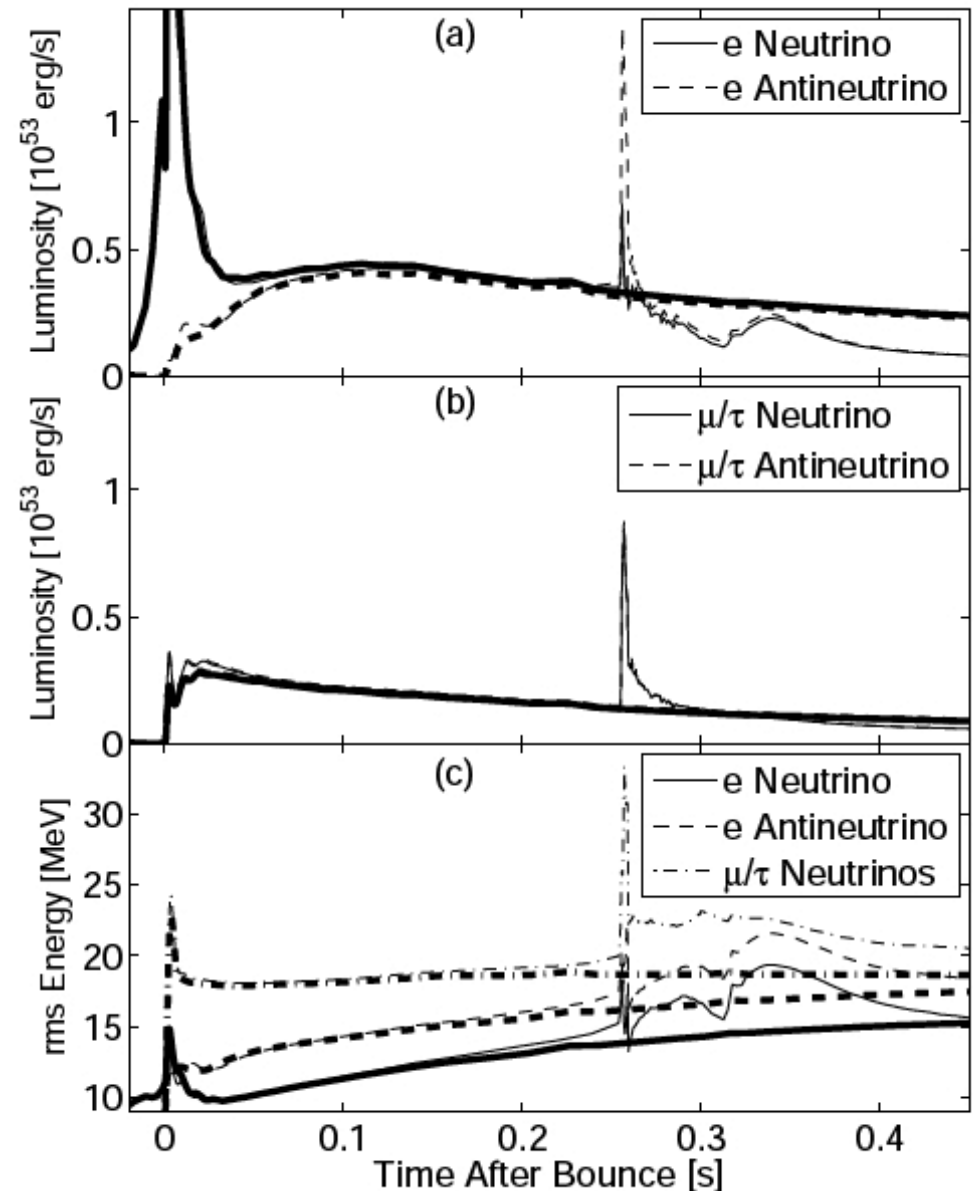 (a)
e Neutrino
e Antineutrino
Luminosity [10^53 erg/s]
1
0.5
0
(b)
μ/τ Neutrino
μ/τ Antineutrino
Luminosity [10^53 erg/s]
1
0.5
0
(c)
e Neutrino
e Antineutrino
μ/τ Neutrinos
rms Energy [MeV]
30
25
20
15
10
0 0.1 0.2 0.3 0.4
Time After Bounce [s]